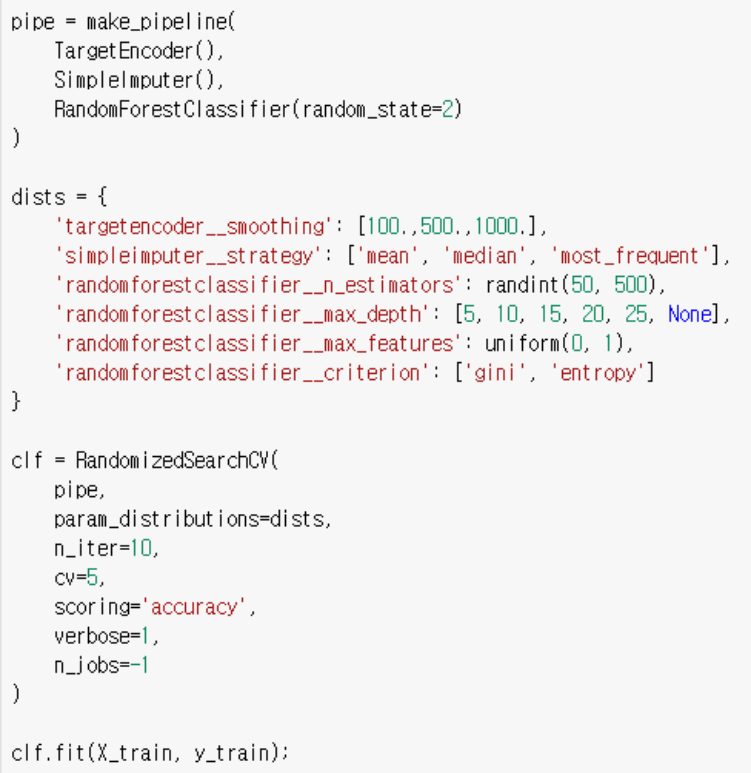 pipe = make_pipeline(
    TargetEncoder(),
    SimpleImputer(),
    RandomForestClassifier(random_state=2)
)

dists = {
    'targetencoder__smoothing': [100.,500.,1000.],
    'simpleimputer__strategy': ['mean', 'median', 'most_frequent'],
    'randomforestclassifier__n_estimators': randint(50, 500),
    'randomforestclassifier__max_depth': [5, 10, 15, 20, 25, None],
    'randomforestclassifier__max_features': uniform(0, 1),
    'randomforestclassifier__criterion': ['gini', 'entropy']
}

clf = RandomizedSearchCV(
    pipe,
    param_distributions=dists,
    n_iter=10,
    cv=5,
    scoring='accuracy',
    verbose=1,
    n_jobs=-1
)

clf.fit(X_train, y_train);